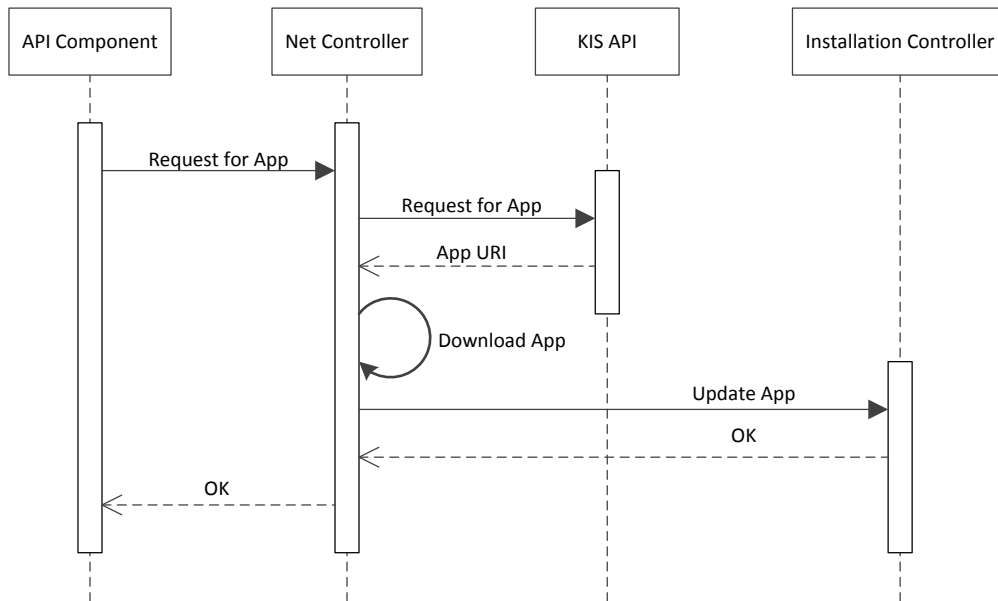 API Component
Net Controller
KIS API
Installation Controller
Request for App
Request for App
App URI
Download App
Update App
OK
OK